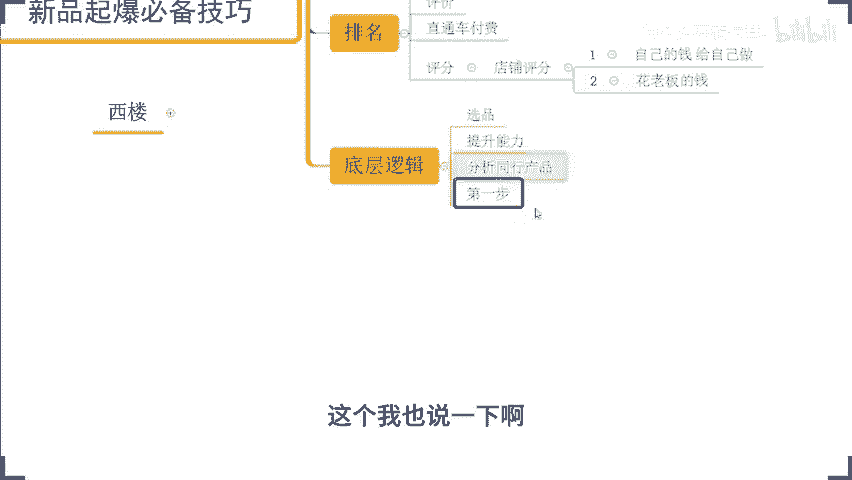 新品起爆必备技巧
评价
排名
直通车付费
评分
店铺评分
1 自己的钱 给自己做
2 花老板的钱
西楼
选品
提升能力
底层逻辑
分析同行产品
第一步
bilibili
这个我也说一下啊